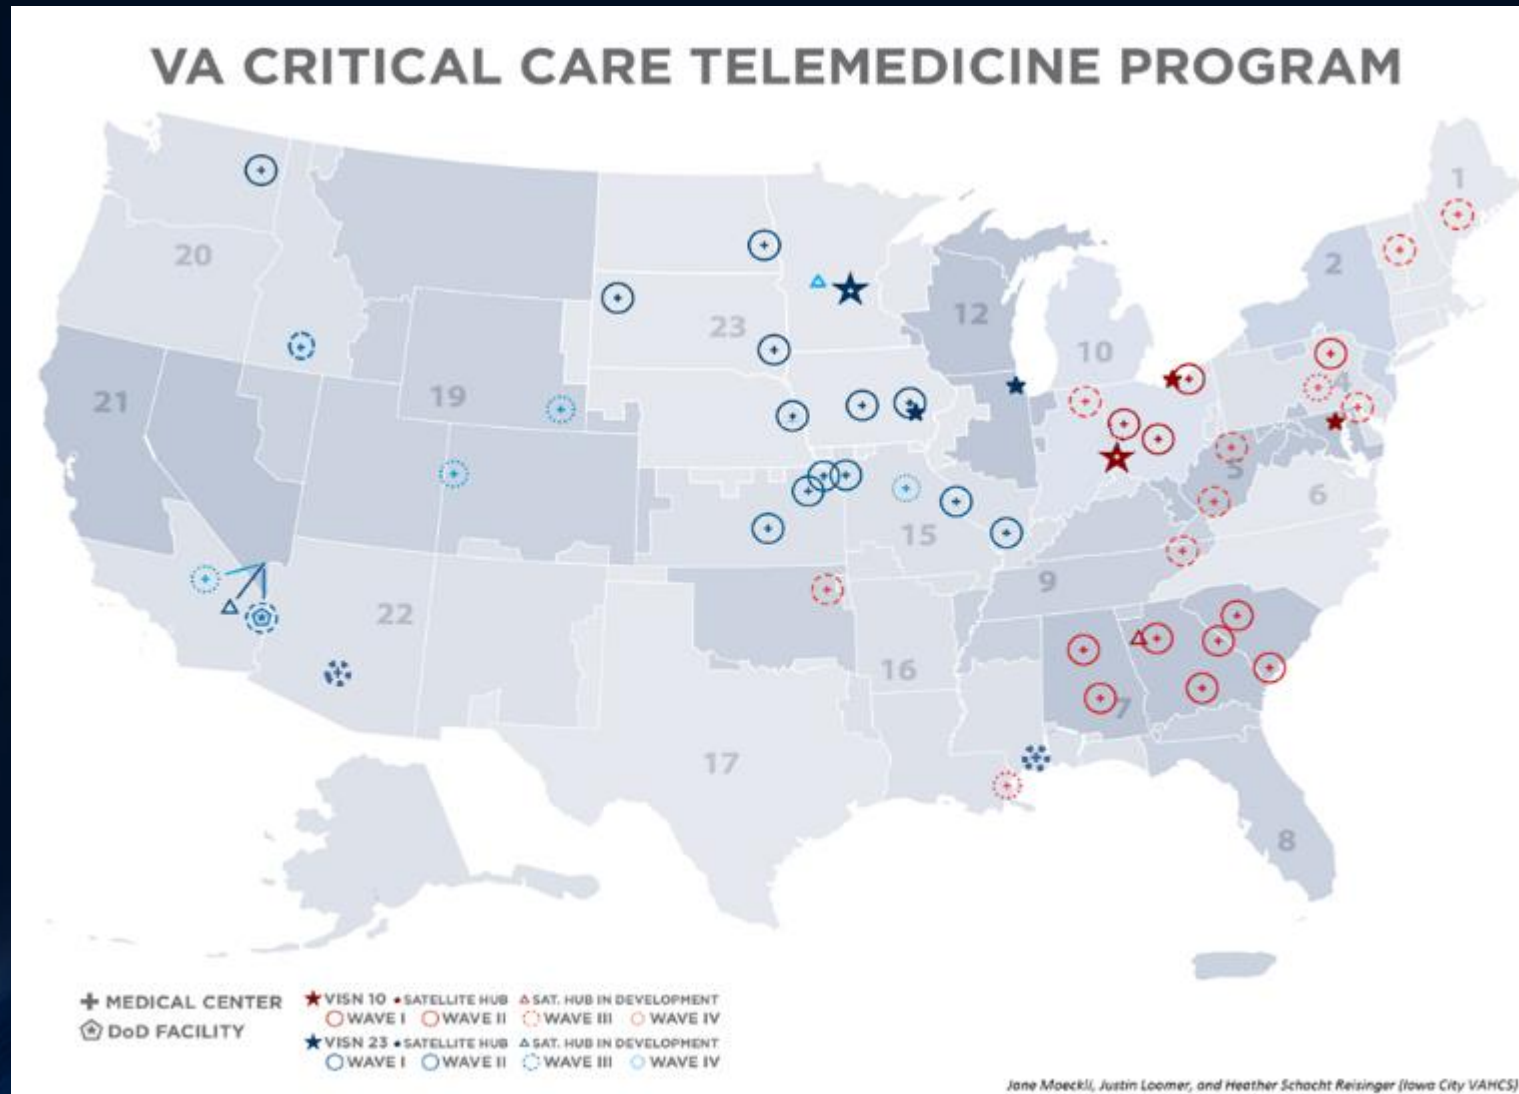 VA CRITICAL CARE TELEMEDICINE PROGRAM
1
20
2
23
12
10
21
19
4
5
6
15
9
22
16
7
17
8
MEDICAL CENTER
DoD FACILITY
VISN 10 SATELLITE HUB SAT. HUB IN DEVELOPMENT
WAVE I WAVE II WAVE III WAVE IV
VISN 23 SATELLITE HUB SAT. HUB IN DEVELOPMENT
WAVE I WAVE II WAVE III WAVE IV
Jane Moeckli, Justin Loomer, and Heather Schacht Reisinger (Iowa City VAHCS)